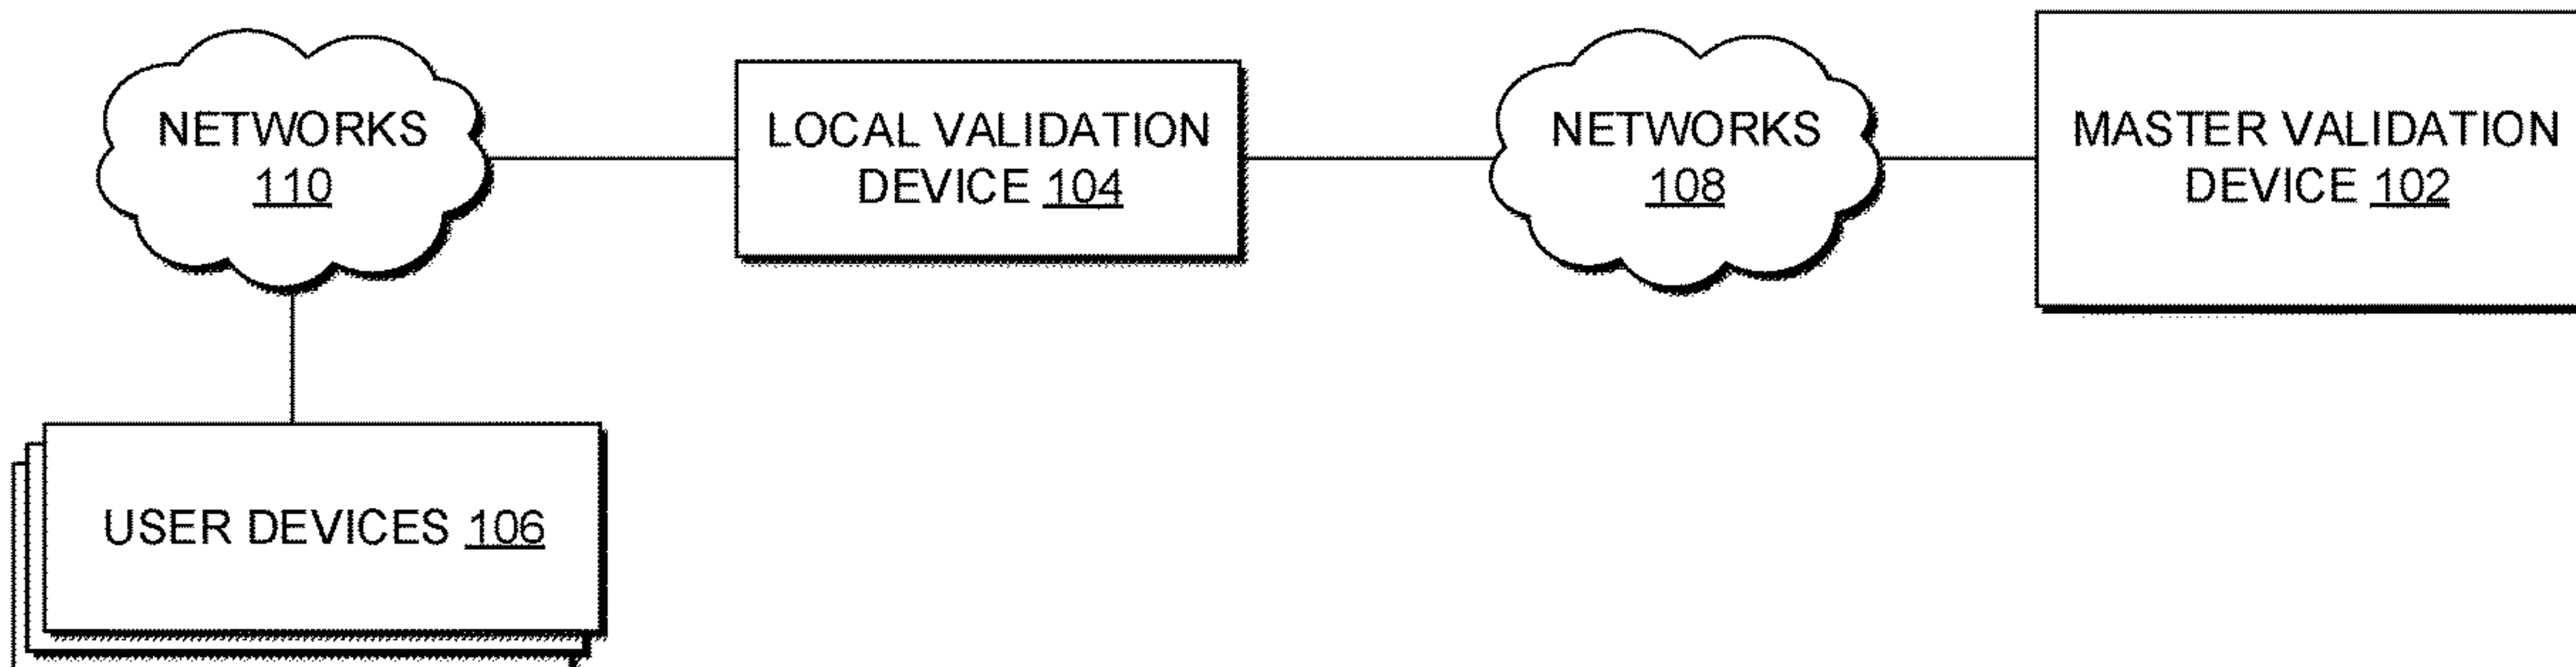 NETWORKS
110
LOCAL VALIDATION
DEVICE 104
NETWORKS
108
MASTER VALIDATION
DEVICE 102
USER DEVICES 106